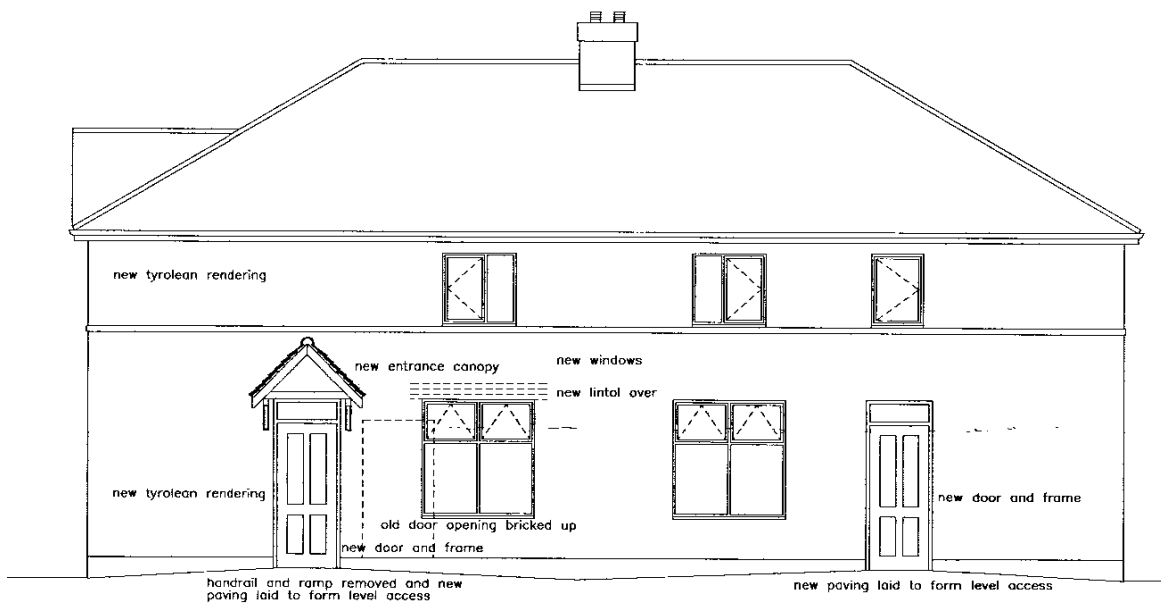 new tyrolean rendering
new entrance canopy
new windows
new lintol over
new tyrolean rendering
new door and frame
old door opening bricked up
new door and frame
handrail and ramp removed and new
paving laid to form level access
new paving laid to form level access